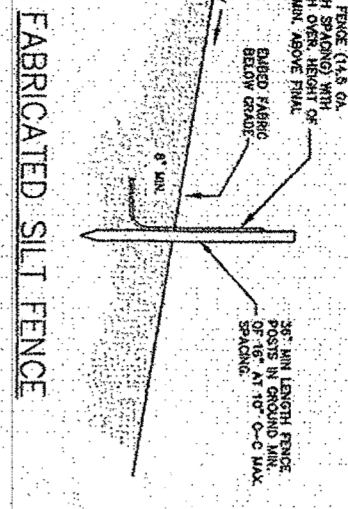 FENCE (14.5 GA.
SPACING) WITH
OVER. HEIGHT OF
MIN. ABOVE FINAL
EMBED FABRIC
BELOW GRADE
8" MIN.
36" MIN LENGTH FENCE
POSTS IN GROUND MIN.
OF 16" AT 10" O-C MAX.
SPACING.
FABRICATED SILT FENCE